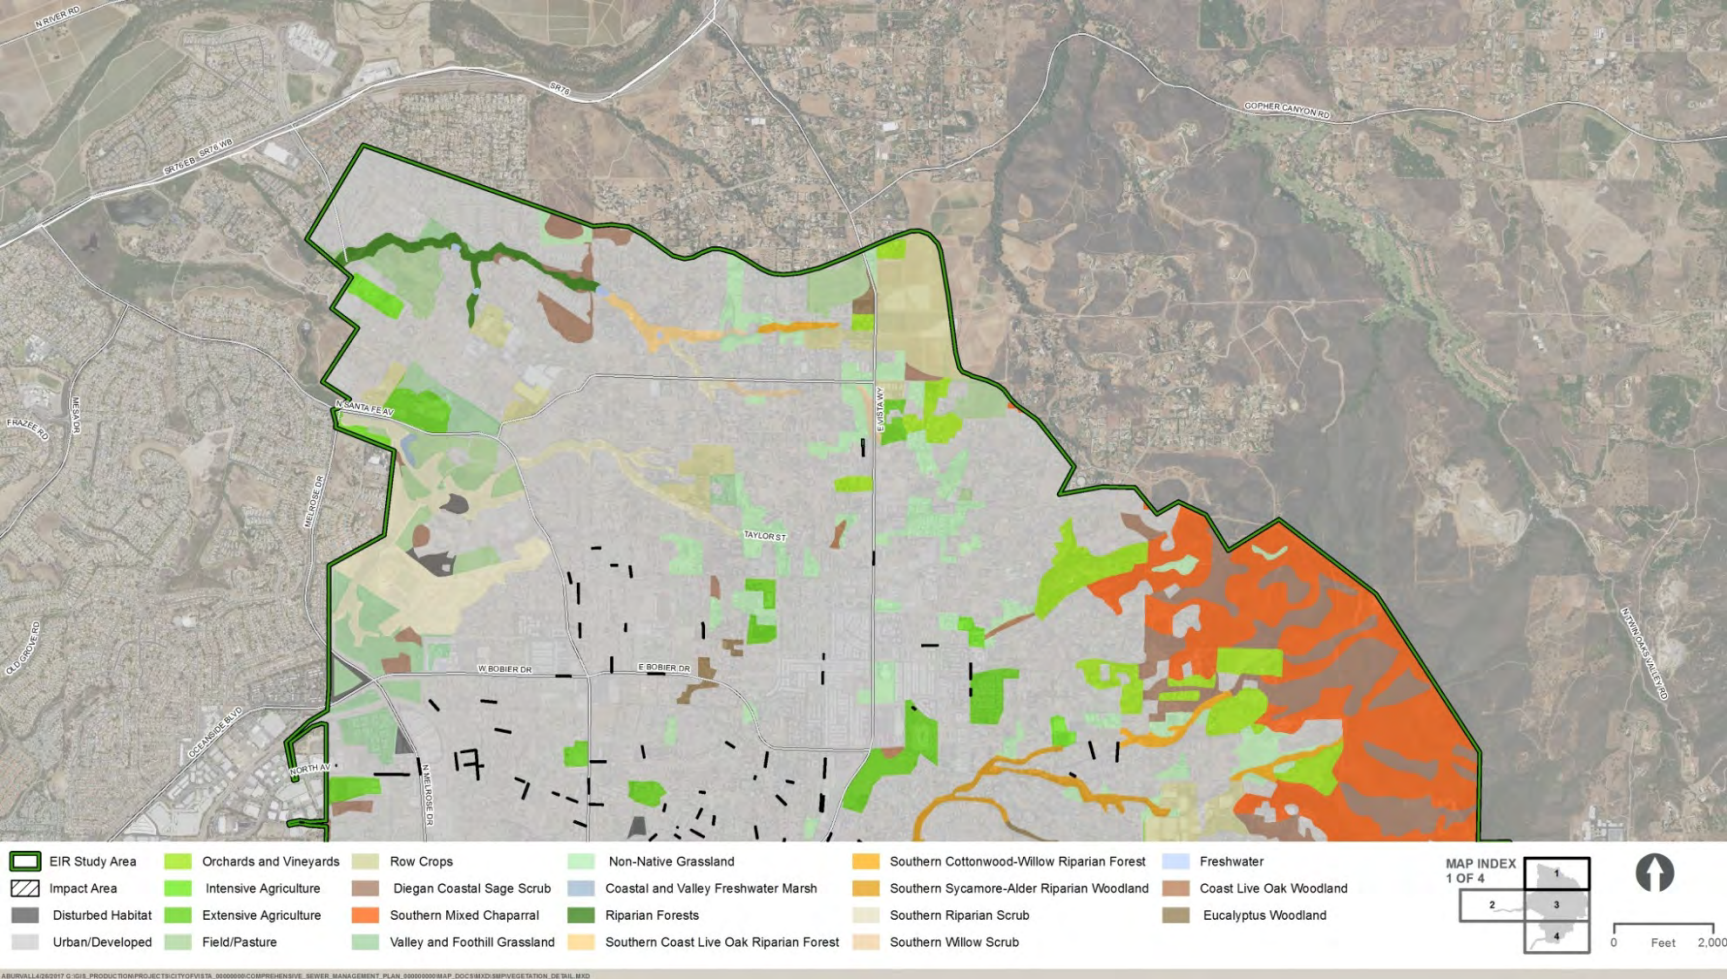 N RIVER RD
SR76
GOPHER CANYON RD
SR76 EB SR76 WB
N SANTA FE AV
MESA DR
FRAZEE RD
E VISTA WY
MELROSE DR
TAYLOR ST
N TWIN OAKS VALLEY RD
OLD GROVE RD
W BOBIER DR
E BOBIER DR
OCEANSIDE BLVD
NORTH AV
N MELROSE DR
EIR Study Area
Impact Area
Disturbed Habitat
Urban/Developed
Orchards and Vineyards
Intensive Agriculture
Extensive Agriculture
Field/Pasture
Row Crops
Diegan Coastal Sage Scrub
Southern Mixed Chaparral
Valley and Foothill Grassland
Non-Native Grassland
Coastal and Valley Freshwater Marsh
Riparian Forests
Southern Coast Live Oak Riparian Forest
Southern Cottonwood-Willow Riparian Forest
Southern Sycamore-Alder Riparian Woodland
Southern Riparian Scrub
Southern Willow Scrub
Freshwater
Coast Live Oak Woodland
Eucalyptus Woodland
MAP INDEX
1 OF 4
1
2
3
4
0 Feet 2,000